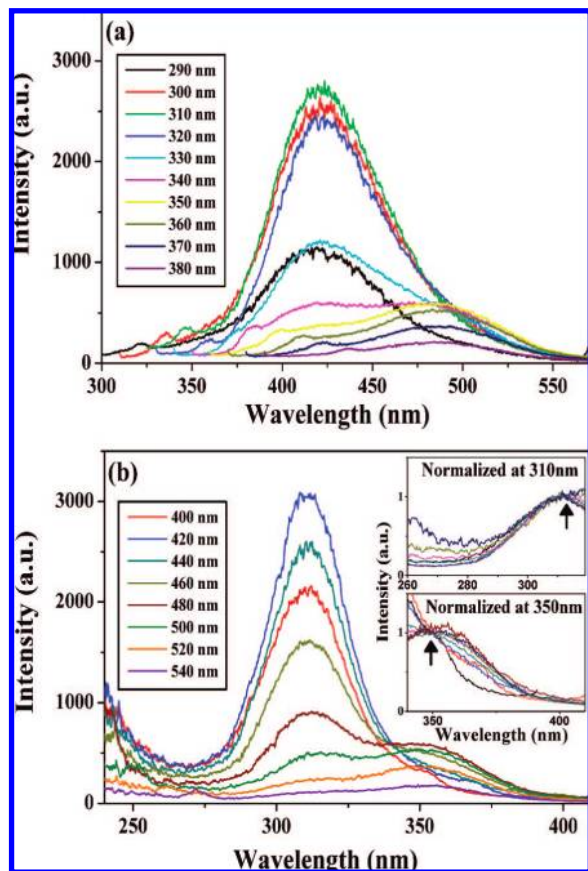 (a)
290 nm
300 nm
310 nm
320 nm
330 nm
340 nm
350 nm
360 nm
370 nm
380 nm
Intensity (a.u.)
3000
2000
1000
0
300 350 400 450 500 550
Wavelength (nm)
(b)
400 nm
420 nm
440 nm
460 nm
480 nm
500 nm
520 nm
540 nm
Intensity (a.u.)
3000
2000
1000
0
250 300 350 400
Wavelength (nm)
Normalized at 310nm
Intensity (a.u.)
1
260 280 300
Normalized at 350nm
Intensity (a.u.)
1
350 400
Wavelength (nm)